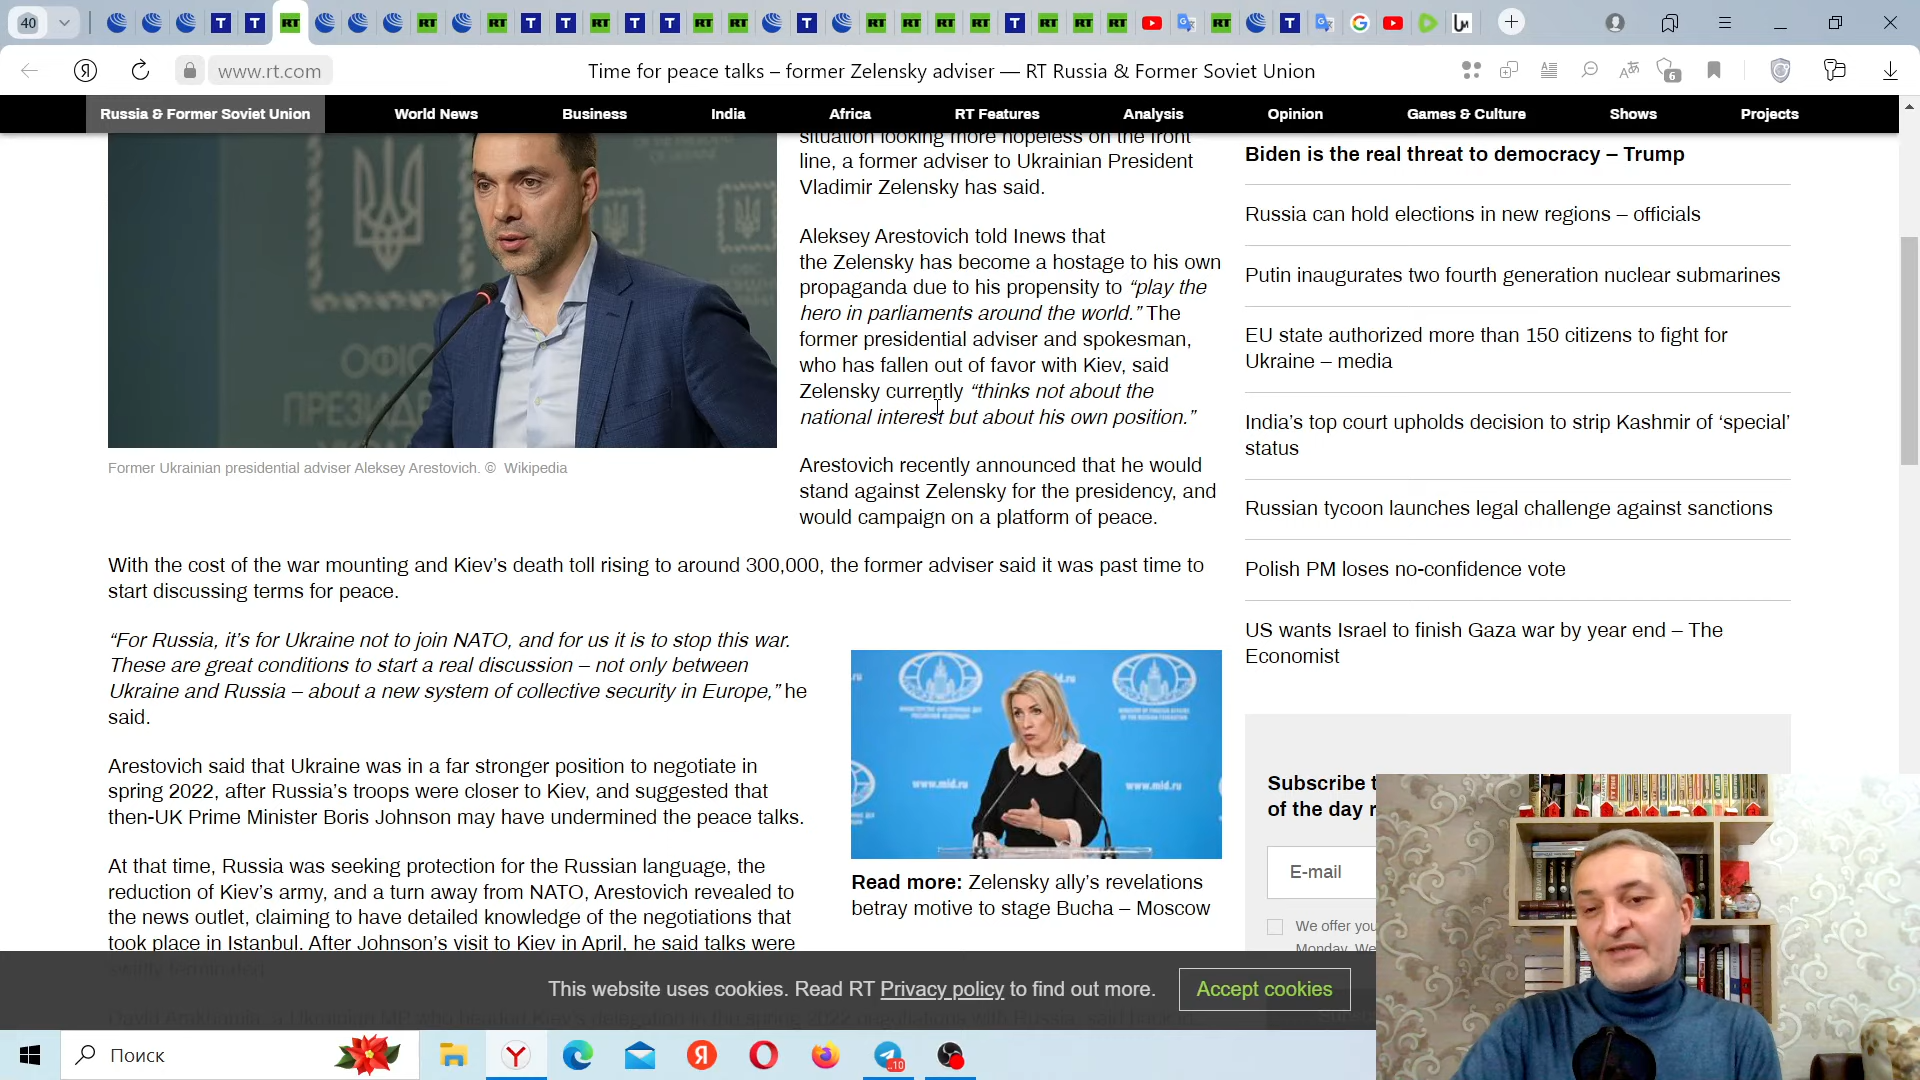 40
www.rt.com
Time for peace talks – former Zelensky adviser — RT Russia & Former Soviet Union
6
Russia & Former Soviet Union
World News
Business
India
Africa
RT Features
Analysis
Opinion
Games & Culture
Shows
Projects
situation looking more hopeless on the front
line, a former adviser to Ukrainian President
Vladimir Zelensky has said.
Aleksey Arestovich told Inews that
the Zelensky has become a hostage to his own
propaganda due to his propensity to “play the
hero in parliaments around the world.” The
former presidential adviser and spokesman,
who has fallen out of favor with Kiev, said
Zelensky currently “thinks not about the
national interest but about his own position.”
Arestovich recently announced that he would
stand against Zelensky for the presidency, and
would campaign on a platform of peace.
Former Ukrainian presidential adviser Aleksey Arestovich. © Wikipedia
With the cost of the war mounting and Kiev’s death toll rising to around 300,000, the former adviser said it was past time to
start discussing terms for peace.
“For Russia, it’s for Ukraine not to join NATO, and for us it is to stop this war.
These are great conditions to start a real discussion – not only between
Ukraine and Russia – about a new system of collective security in Europe,” he
said.
Arestovich said that Ukraine was in a far stronger position to negotiate in
spring 2022, after Russia’s troops were closer to Kiev, and suggested that
then-UK Prime Minister Boris Johnson may have undermined the peace talks.
At that time, Russia was seeking protection for the Russian language, the
reduction of Kiev’s army, and a turn away from NATO, Arestovich revealed to
the news outlet, claiming to have detailed knowledge of the negotiations that
took place in Istanbul. After Johnson’s visit to Kiev in April, he said talks were
www.mid.ru
www.mid.ru
Read more: Zelensky ally’s revelations
betray motive to stage Bucha – Moscow
Biden is the real threat to democracy – Trump
Russia can hold elections in new regions – officials
Putin inaugurates two fourth generation nuclear submarines
EU state authorized more than 150 citizens to fight for
Ukraine – media
India’s top court upholds decision to strip Kashmir of ‘special’
status
Russian tycoon launches legal challenge against sanctions
Polish PM loses no-confidence vote
US wants Israel to finish Gaza war by year end – The
Economist
Subscribe
of the day
E-mail
We offer you
Monday. We
This website uses cookies. Read RT Privacy policy to find out more.
Accept cookies
Поиск